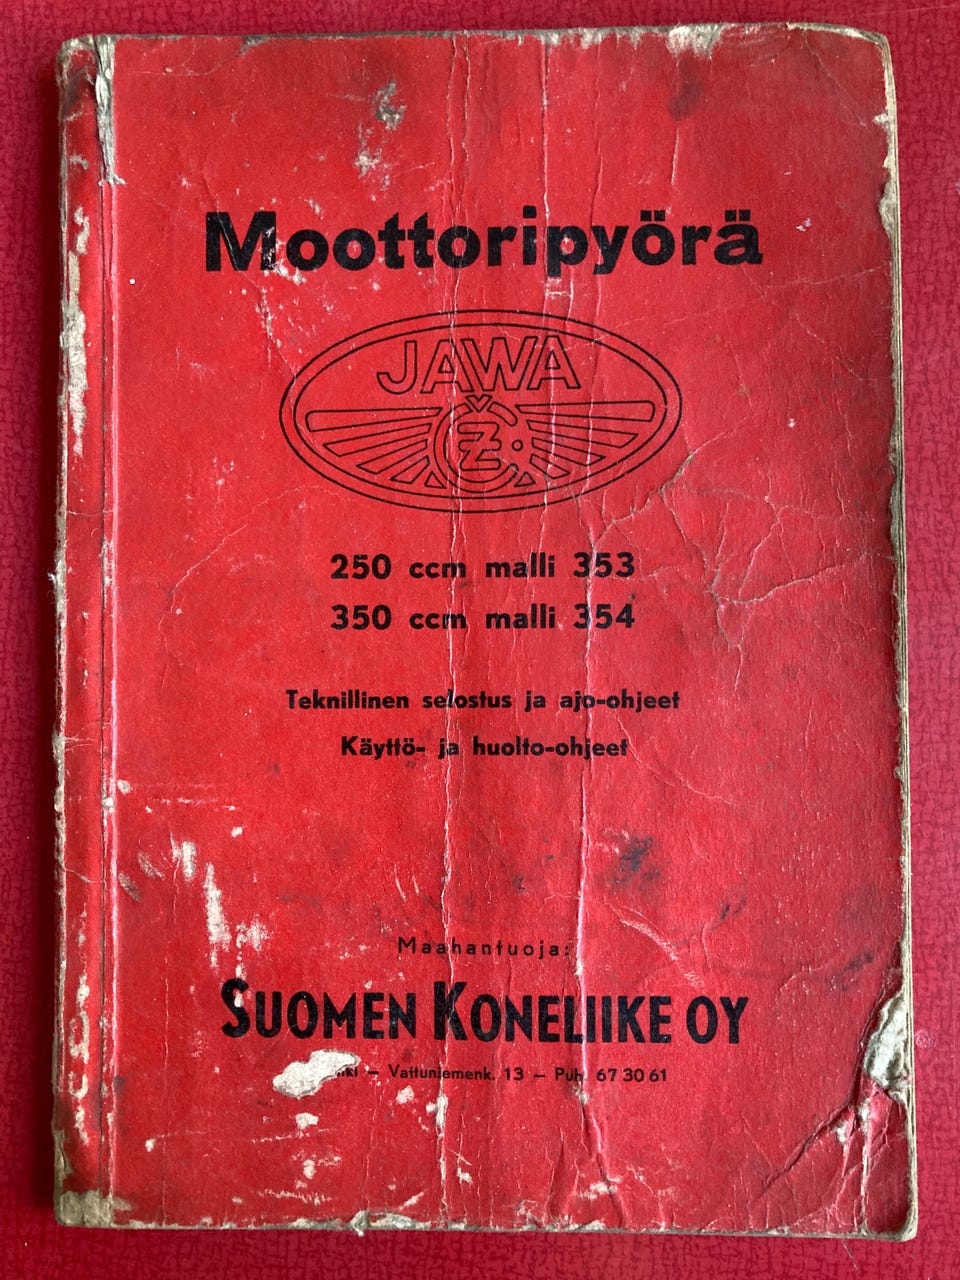 Moottoripyörä
JAWA
ČZ
250 ccm malli 353
350 ccm malli 354
Teknillinen selostus ja ajo-ohjeet
Käyttö- ja huolto-ohjeet
Maahantuoja:
SUOMEN KONELIIKE OY
– Vattuniemenk. 13 – Puh. 67 30 61